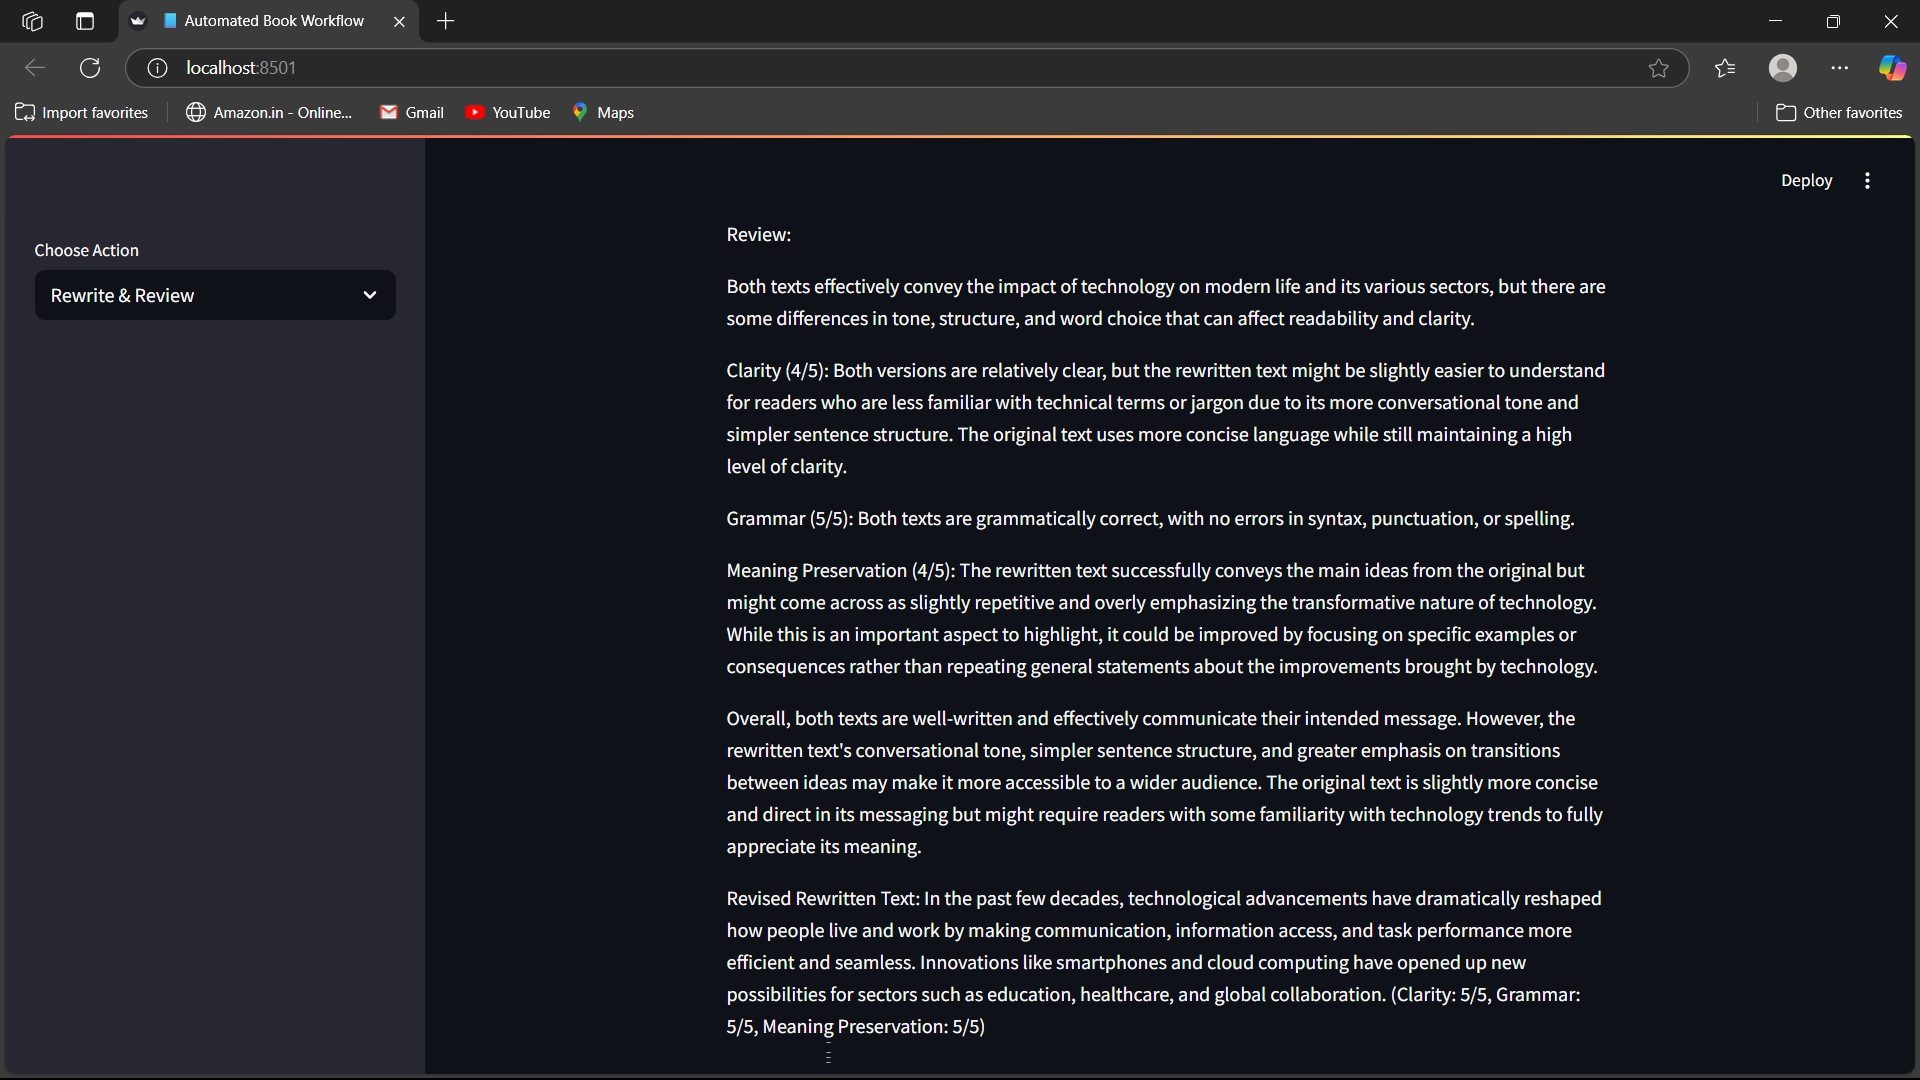 Automated Book Workflow
localhost:8501
Import favorites
Amazon.in - Online...
Gmail
YouTube
Maps
Other favorites
Deploy
Choose Action
Rewrite & Review
Review:
Both texts effectively convey the impact of technology on modern life and its various sectors, but there are
some differences in tone, structure, and word choice that can affect readability and clarity.
Clarity (4/5): Both versions are relatively clear, but the rewritten text might be slightly easier to understand
for readers who are less familiar with technical terms or jargon due to its more conversational tone and
simpler sentence structure. The original text uses more concise language while still maintaining a high
level of clarity.
Grammar (5/5): Both texts are grammatically correct, with no errors in syntax, punctuation, or spelling.
Meaning Preservation (4/5): The rewritten text successfully conveys the main ideas from the original but
might come across as slightly repetitive and overly emphasizing the transformative nature of technology.
While this is an important aspect to highlight, it could be improved by focusing on specific examples or
consequences rather than repeating general statements about the improvements brought by technology.
Overall, both texts are well-written and effectively communicate their intended message. However, the
rewritten text's conversational tone, simpler sentence structure, and greater emphasis on transitions
between ideas may make it more accessible to a wider audience. The original text is slightly more concise
and direct in its messaging but might require readers with some familiarity with technology trends to fully
appreciate its meaning.
Revised Rewritten Text: In the past few decades, technological advancements have dramatically reshaped
how people live and work by making communication, information access, and task performance more
efficient and seamless. Innovations like smartphones and cloud computing have opened up new
possibilities for sectors such as education, healthcare, and global collaboration. (Clarity: 5/5, Grammar:
5/5, Meaning Preservation: 5/5)